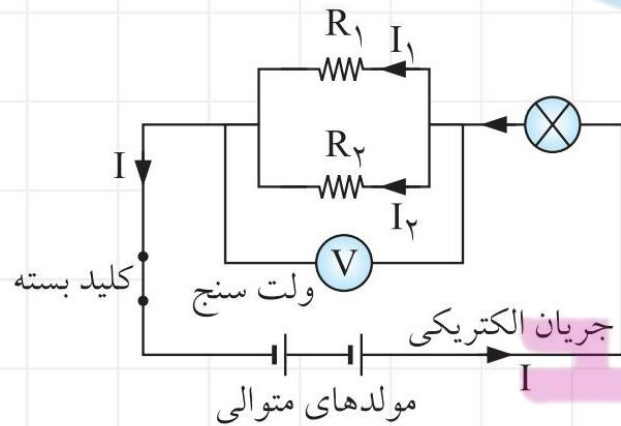 R۱
I۱
R۲
I۲
I
V
کلید بسته
ولت سنج
جریان الکتریکی
I
مولدهای متوالی